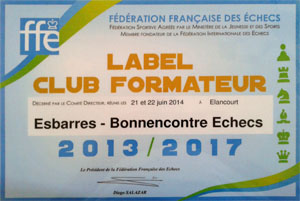 ffe
FÉDÉRATION FRANÇAISE DES ÉCHECS
FÉDÉRATION SPORTIVE AGRÉÉE PAR LE MINISTÈRE DE LA JEUNESSE ET DES SPORTS
MEMBRE FONDATEUR DE LA FÉDÉRATION INTERNATIONALE DES ECHECS
LABEL
CLUB FORMATEUR
DÉCERNÉ PAR LE COMITÉ DIRECTEUR, RÉUNI LES 21 et 22 juin 2014 À Elancourt
Esbarres - Bonnencontre Echecs
2013 / 2017
Le Président de la Fédération Française des Echecs
Diego SALAZAR